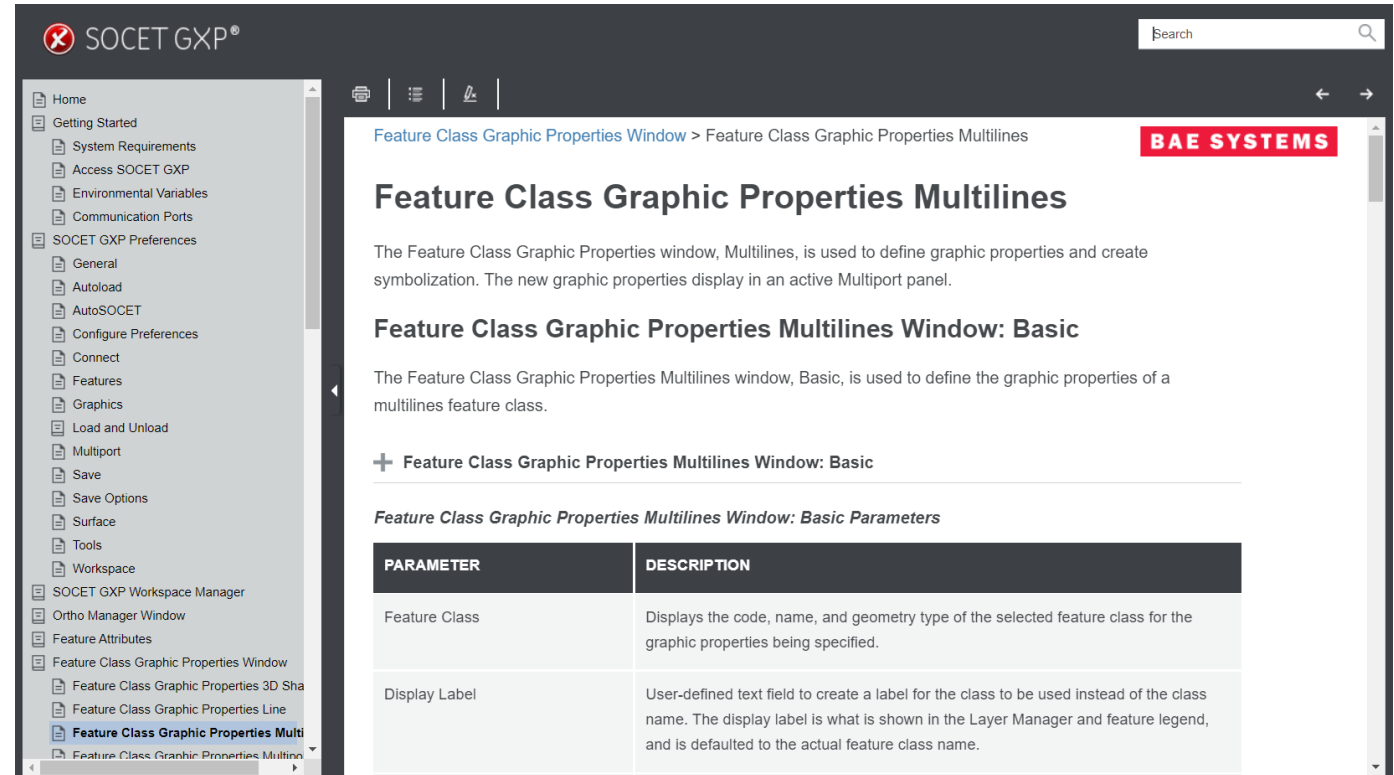 SOCET GXP®
Search
Home
Getting Started
System Requirements
Access SOCET GXP
Environmental Variables
Communication Ports
SOCET GXP Preferences
General
Autoload
AutoSOCET
Configure Preferences
Connect
Features
Graphics
Load and Unload
Multiport
Save
Save Options
Surface
Tools
Workspace
SOCET GXP Workspace Manager
Ortho Manager Window
Feature Attributes
Feature Class Graphic Properties Window
Feature Class Graphic Properties 3D Sha
Feature Class Graphic Properties Line
Feature Class Graphic Properties Multi
Feature Class Graphic Properties Multipo
Feature Class Graphic Properties Window > Feature Class Graphic Properties Multilines
BAE SYSTEMS
Feature Class Graphic Properties Multilines
The Feature Class Graphic Properties window, Multilines, is used to define graphic properties and create
symbolization. The new graphic properties display in an active Multiport panel.
Feature Class Graphic Properties Multilines Window: Basic
The Feature Class Graphic Properties Multilines window, Basic, is used to define the graphic properties of a
multilines feature class.
Feature Class Graphic Properties Multilines Window: Basic
Feature Class Graphic Properties Multilines Window: Basic Parameters
PARAMETER DESCRIPTION
Feature Class Displays the code, name, and geometry type of the selected feature class for the
graphic properties being specified.
Display Label User-defined text field to create a label for the class to be used instead of the class
name. The display label is what is shown in the Layer Manager and feature legend,
and is defaulted to the actual feature class name.